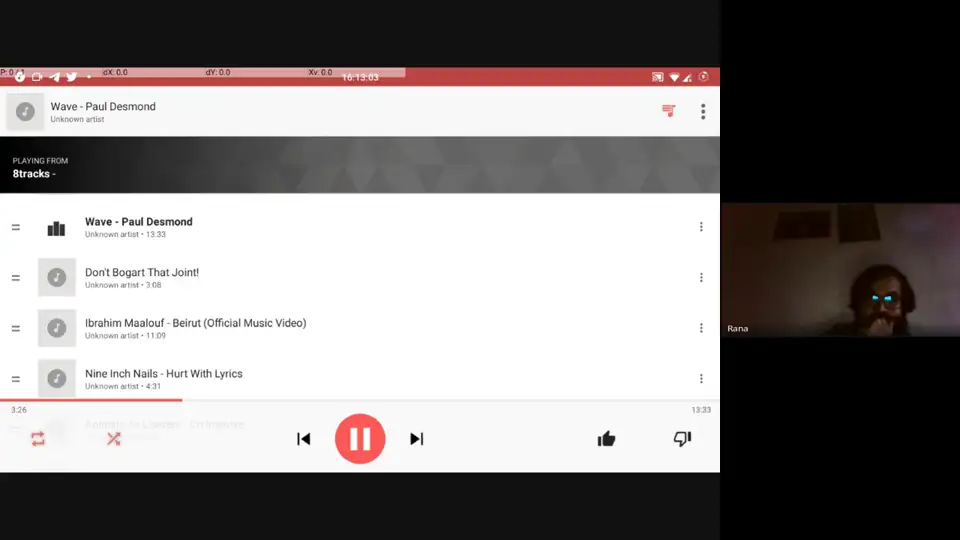 P: 0 / 1 dX: 0.0 dY: 0.0 Xv: 0.0 16:13:03
Wave - Paul Desmond
Unknown artist
PLAYING FROM
8tracks -
Wave - Paul Desmond
Unknown artist • 13:33
Don't Bogart That Joint!
Unknown artist • 3:08
Ibrahim Maalouf - Beirut (Official Music Video)
Unknown artist • 11:09
Nine Inch Nails - Hurt With Lyrics
Unknown artist • 4:31
3:26 13:33
Rana